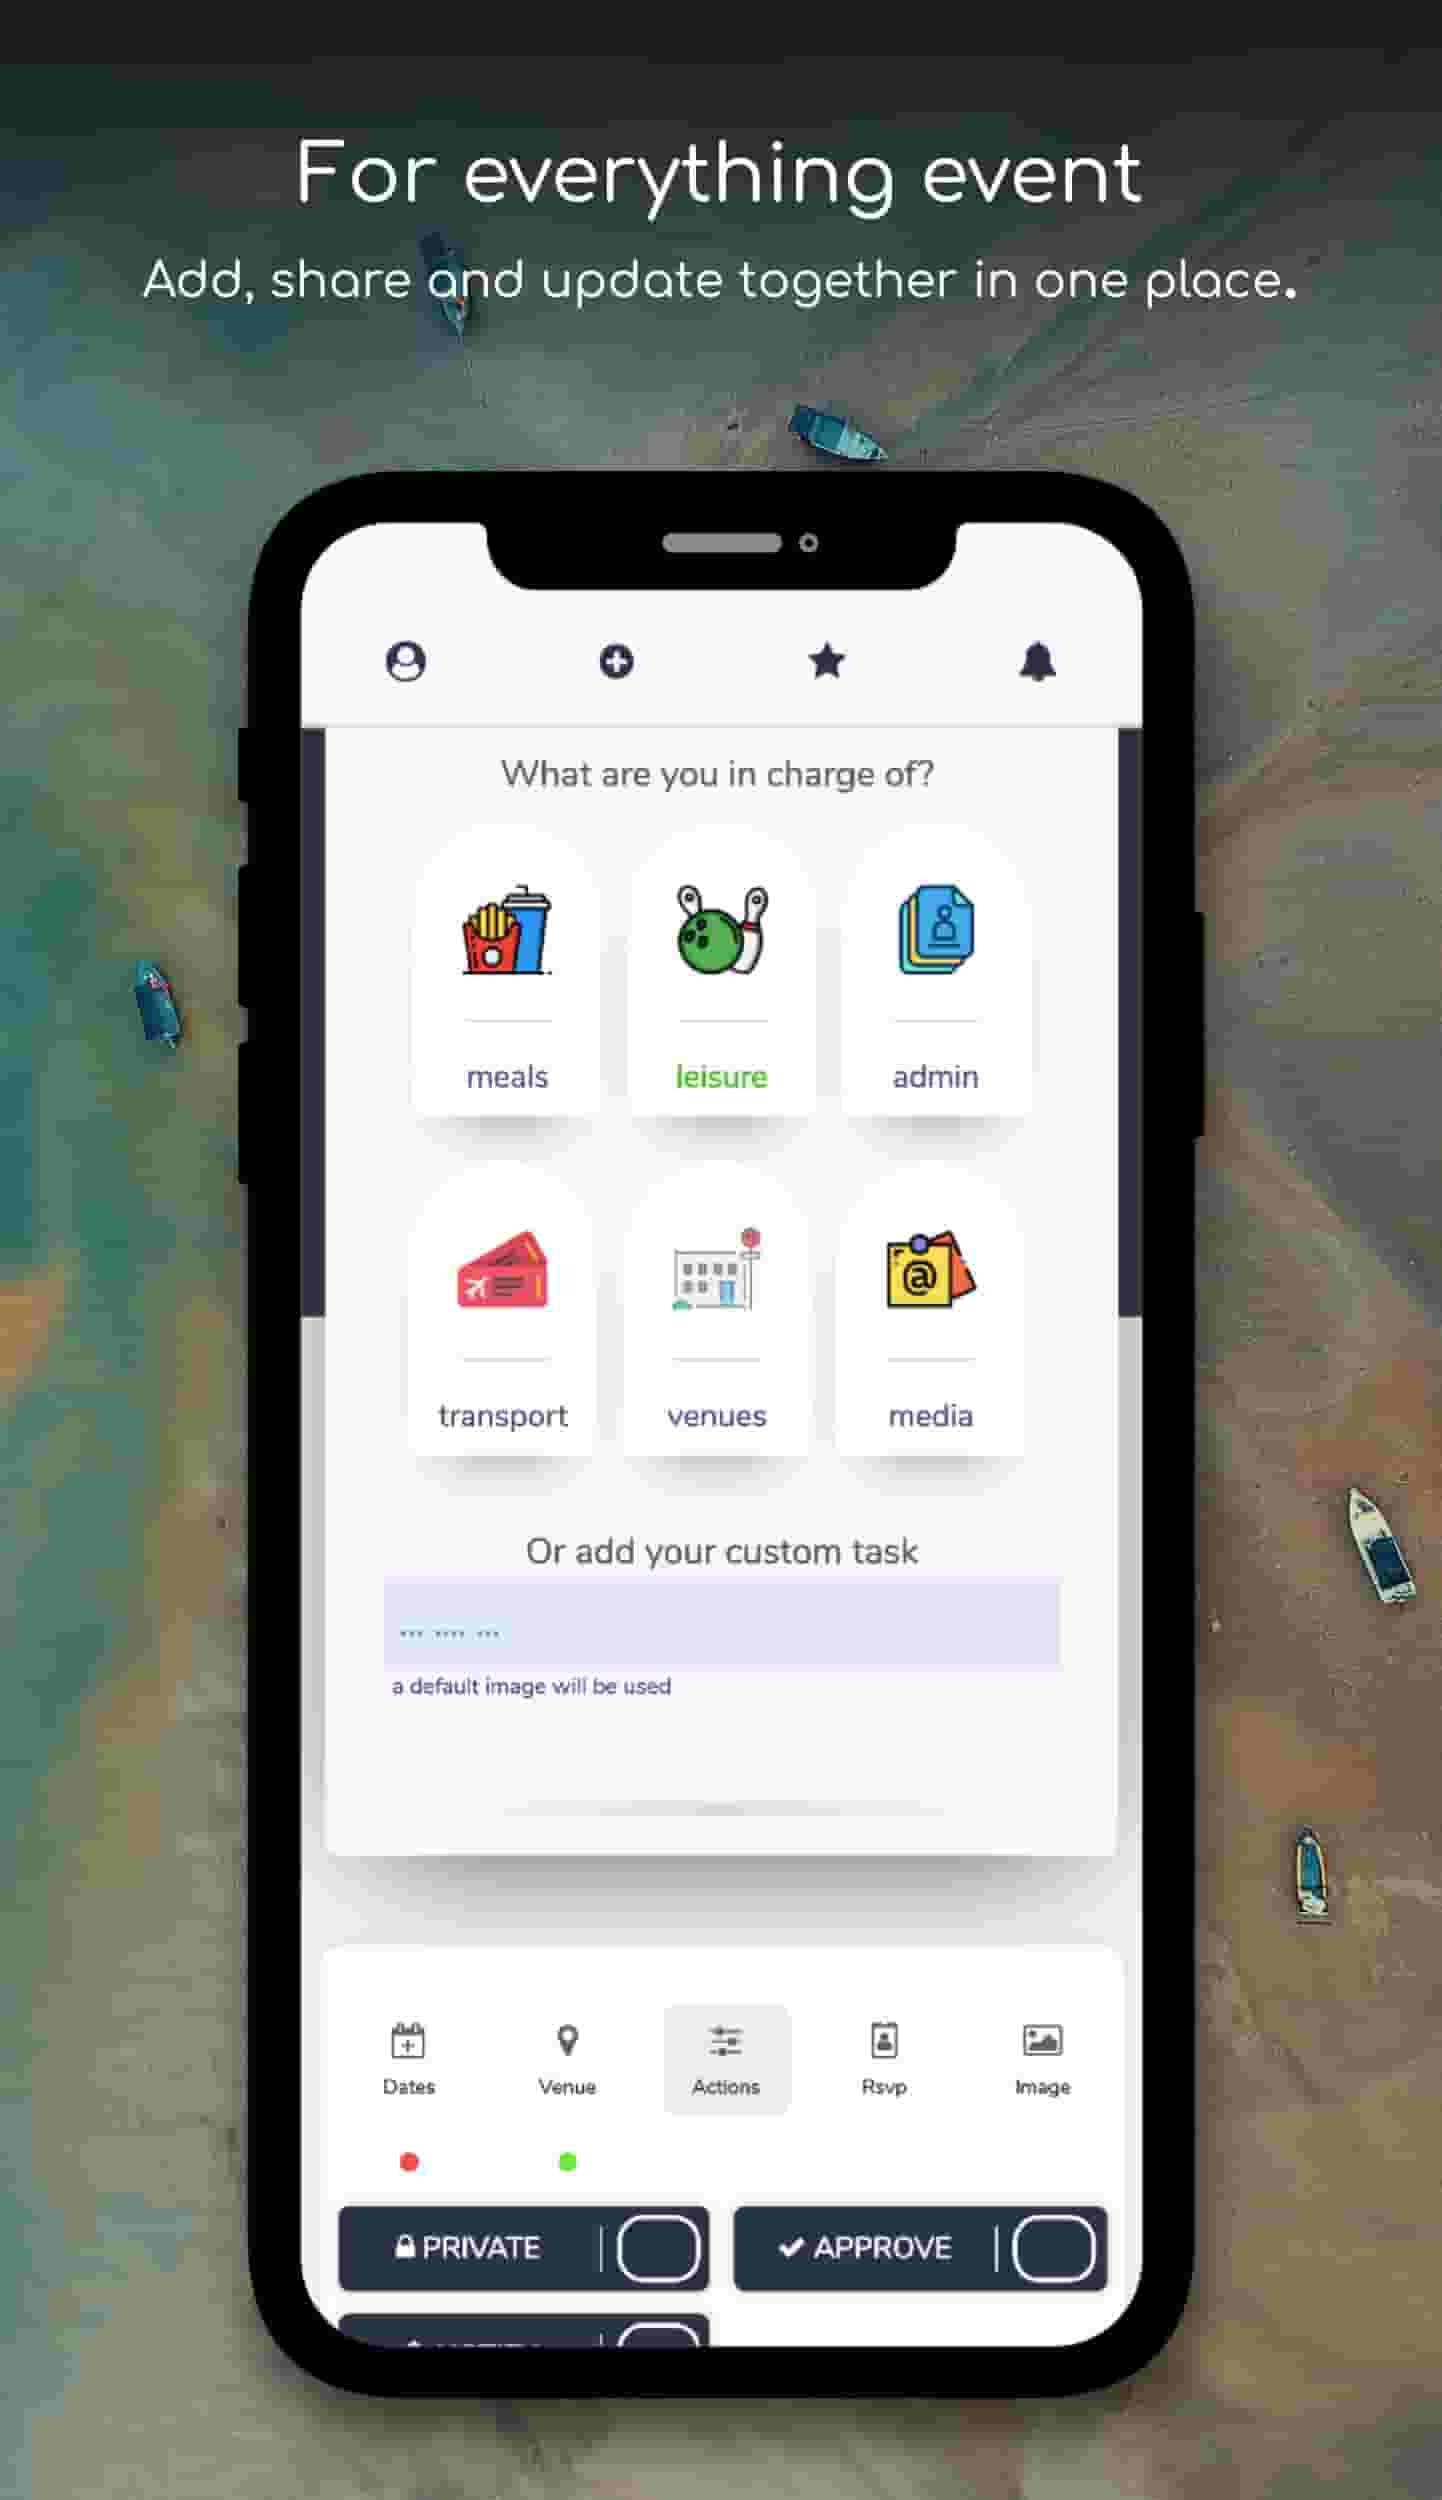 For everything event
Add, share and update together in one place.
What are you in charge of?
meals leisure admin
transport venues media
Or add your custom task
... .... ...
a default image will be used
Dates Venue Actions Rsvp Image
PRIVATE APPROVE